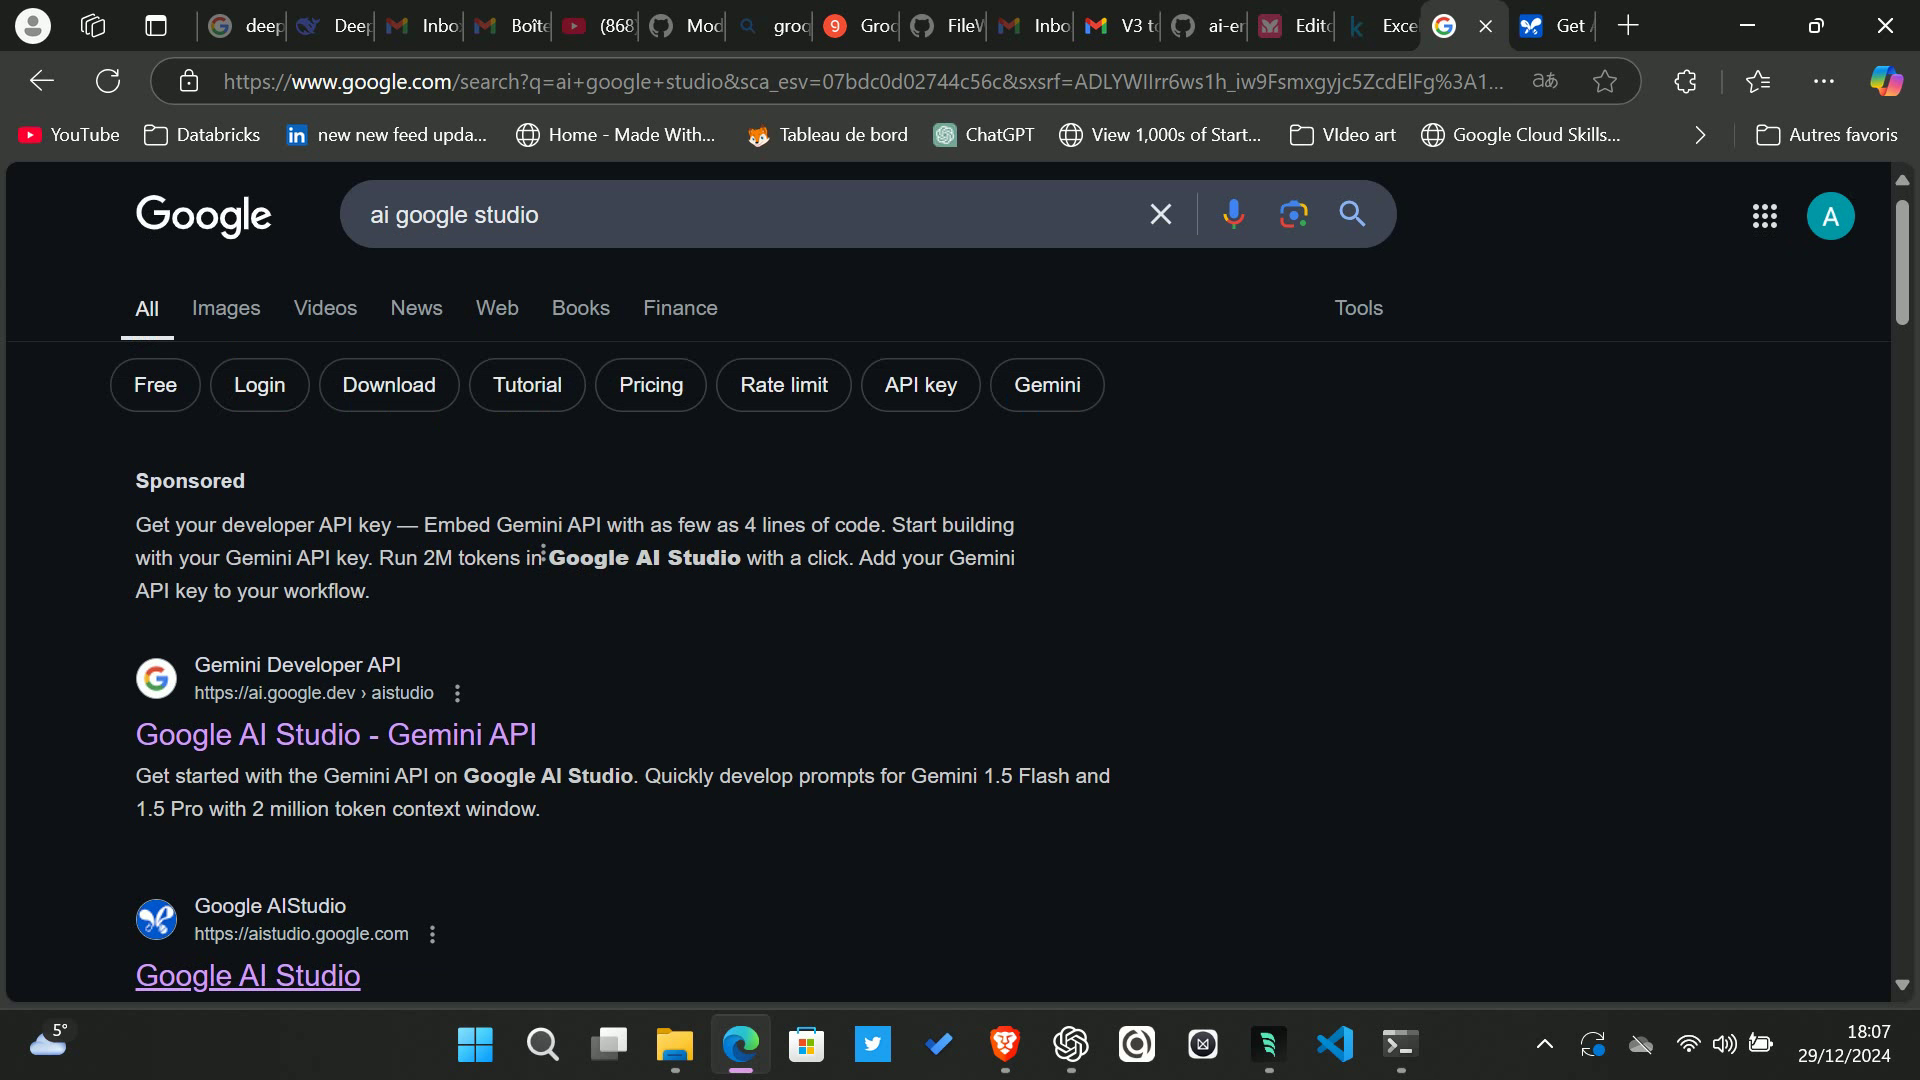 deep
Deep
Inbo
Boîte
(868
Mod
groq
9
Groc
FileV
Inbo
V3 to
ai-er
Edito
Exce
Get
https://www.google.com/search?q=ai+google+studio&sca_esv=07bdc0d02744c56c&sxsrf=ADLYWIIrr6ws1h_iw9Fsmxgyjc5ZcdElFg%3A1...
aあ
YouTube
Databricks
in
new new feed upda...
Home - Made With...
Tableau de bord
ChatGPT
View 1,000s of Start...
VIdeo art
Google Cloud Skills...
Autres favoris
Google
ai google studio
A
All
Images
Videos
News
Web
Books
Finance
Tools
Free
Login
Download
Tutorial
Pricing
Rate limit
API key
Gemini
Sponsored
Get your developer API key — Embed Gemini API with as few as 4 lines of code. Start building
with your Gemini API key. Run 2M tokens in Google AI Studio with a click. Add your Gemini
API key to your workflow.
Gemini Developer API
https://ai.google.dev › aistudio
Google AI Studio - Gemini API
Get started with the Gemini API on Google AI Studio. Quickly develop prompts for Gemini 1.5 Flash and
1.5 Pro with 2 million token context window.
Google AIStudio
https://aistudio.google.com
Google AI Studio
5°
18:07
29/12/2024